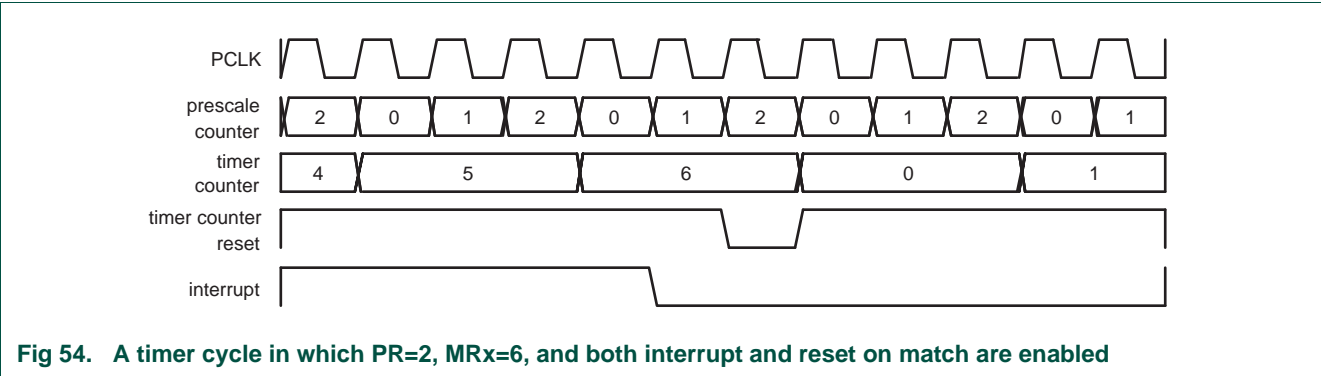 PCLK
prescale
counter
2 0 1 2 0 1 2 0 1 2 0 1
timer
counter
4 5 6 0 1
timer counter
reset
interrupt
Fig 54. A timer cycle in which PR=2, MRx=6, and both interrupt and reset on match are enabled